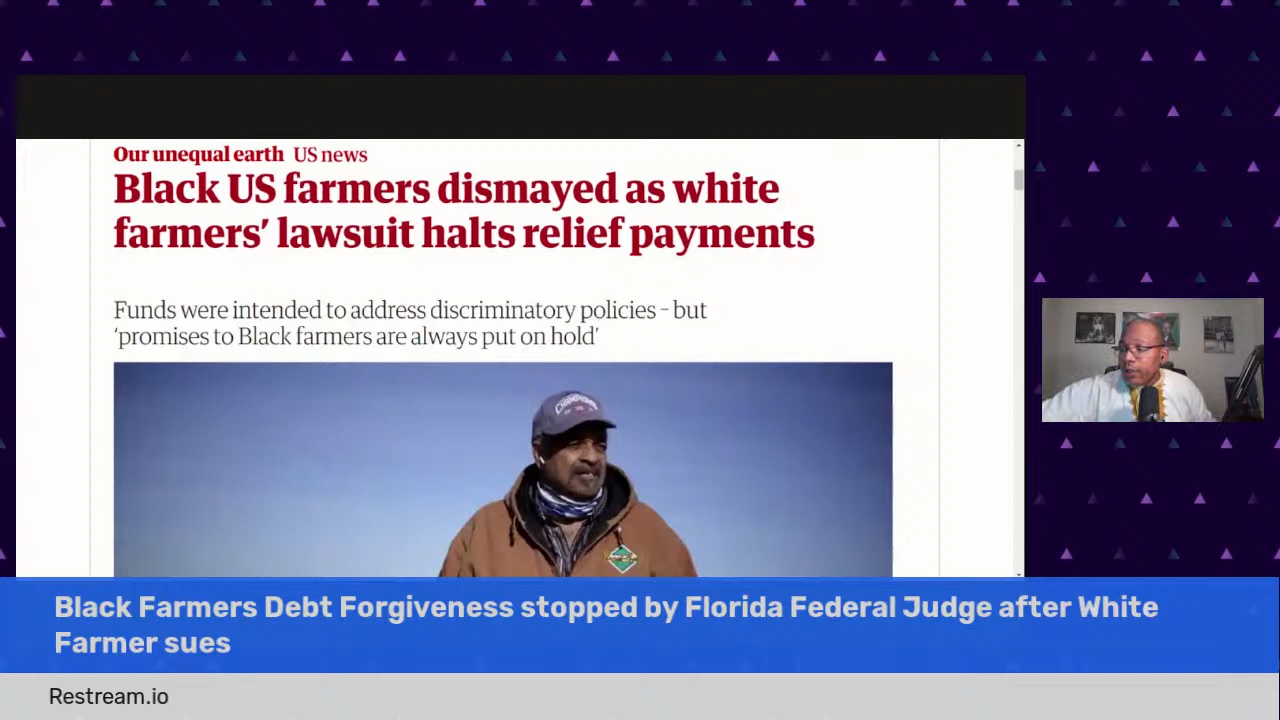 Our unequal earth US news
Black US farmers dismayed as white
farmers' lawsuit halts relief payments
Funds were intended to address discriminatory policies – but
'promises to Black farmers are always put on hold'
Black Farmers Debt Forgiveness stopped by Florida Federal Judge after White
Farmer sues
Restream.io